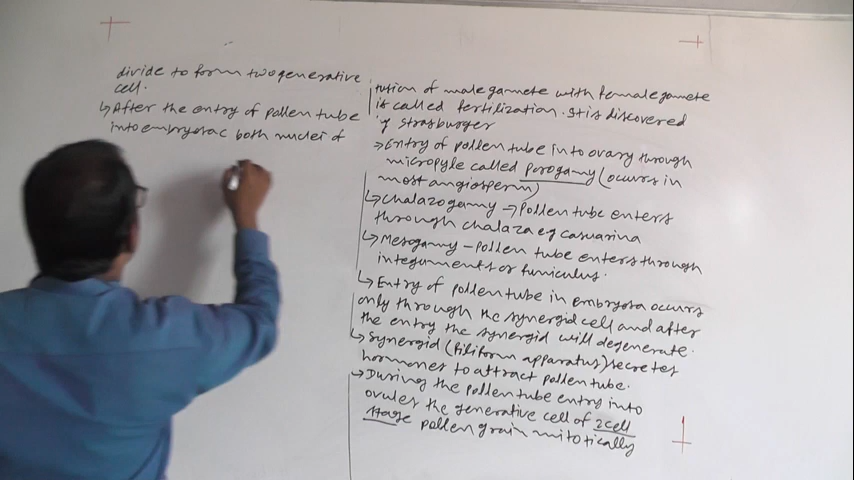 divide to form two generative
cell.
↳ After the entry of pollen tube
into embryosac both nuclei of
fusion of male gamete with female gamete
is called fertilization. It is discovered
by strasburger
→ Entry of pollen tube into ovary through
micropyle called porogamy (occurs in
most angiosperm)
↳ Chalazogamy → Pollen tube enters
through chalaza eg casuarina
↳ Mesogamy - pollen tube enters through
integuments or funiculus.
↳ Entry of pollen tube in embryosa occurs
only through the synergid cell and after
the entry the synergid will degenerate.
↳ Synergid (filiform apparatus) secretes
hormones to attract pollen tube.
↳ During the pollen tube entry into
ovules the generative cell of 2 cell
stage pollen grain mitotically